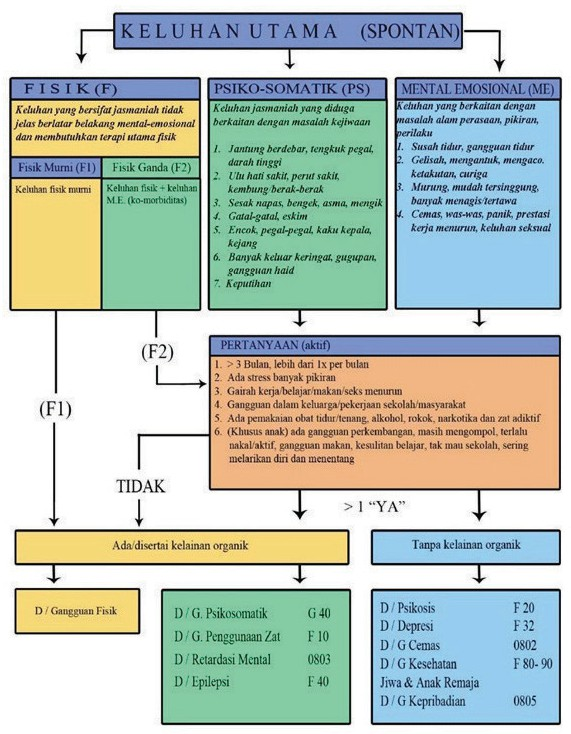 KELUHAN UTAMA (SPONTAN)
FISIK (F)
Keluhan yang bersifat jasmaniah tidak
jelas berlatar belakang mental-emosional
dan membutuhkan terapi utama fisik
Fisik Murni (F1)
Keluhan fisik murni
Fisik Ganda (F2)
Keluhan fisik + keluhan
M.E. (ko-morbiditas)
PSIKO-SOMATIK (PS)
Keluhan jasmaniah yang diduga
berkaitan dengan masalah kejiwaan
1. Jantung berdebar, tengkuk pegal,
darah tinggi
2. Ulu hati sakit, perut sakit,
kembung/berak-berak
3. Sesak napas, bengek, asma, mengik
4. Gatal-gatal, eskim
5. Encok, pegal-pegal, kaku kepala,
kejang
6. Banyak keluar keringat, gugupan,
gangguan haid
7. Keputihan
MENTAL EMOSIONAL (ME)
Keluhan yang berkaitan dengan
masalah alam perasaan, pikiran,
perilaku
1. Susah tidur, gangguan tidur
2. Gelisah, mengantuk, mengaco.
ketakutan, curiga
3. Murung, mudah tersinggung,
banyak menagis/tertawa
4. Cemas, was-was, panik, prestasi
kerja menurun, keluhan seksual
(F1)
(F2)
PERTANYAAN (aktif)
1. > 3 Bulan, lebih dari 1x per bulan
2. Ada stress banyak pikiran
3. Gairah kerja/belajar/makan/seks menurun
4. Gangguan dalam keluarga/pekerjaan sekolah/masyarakat
5. Ada pemakaian obat tidur/tenang, alkohol, rokok, narkotika dan zat adiktif
6. (Khusus anak) ada gangguan perkembangan, masih mengompol, terlalu
nakal/aktif, gangguan makan, kesulitan belajar, tak mau sekolah, sering
melarikan diri dan menentang
TIDAK
> 1 “YA”
Ada/disertai kelainan organik
Tanpa kelainan organik
D / Gangguan Fisik
D / G. Psikosomatik G 40
D / G. Penggunaan Zat F 10
D / Retardasi Mental 0803
D / Epilepsi F 40
D / Psikosis F 20
D / Depresi F 32
D / G Cemas 0802
D / G Kesehatan F 80- 90
Jiwa & Anak Remaja
D / G Kepribadian 0805